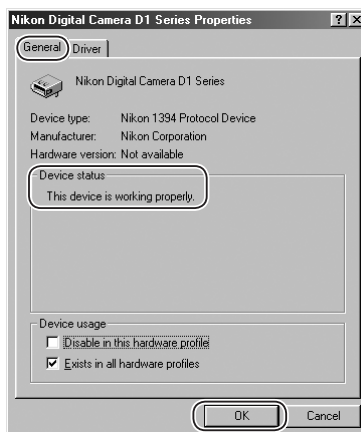 Nikon Digital Camera D1 Series Properties
General Driver
Nikon Digital Camera D1 Series
Device type: Nikon 1394 Protocol Device
Manufacturer: Nikon Corporation
Hardware version: Not available
Device status
This device is working properly.
Device usage
Disable in this hardware profile
Exists in all hardware profiles
OK Cancel